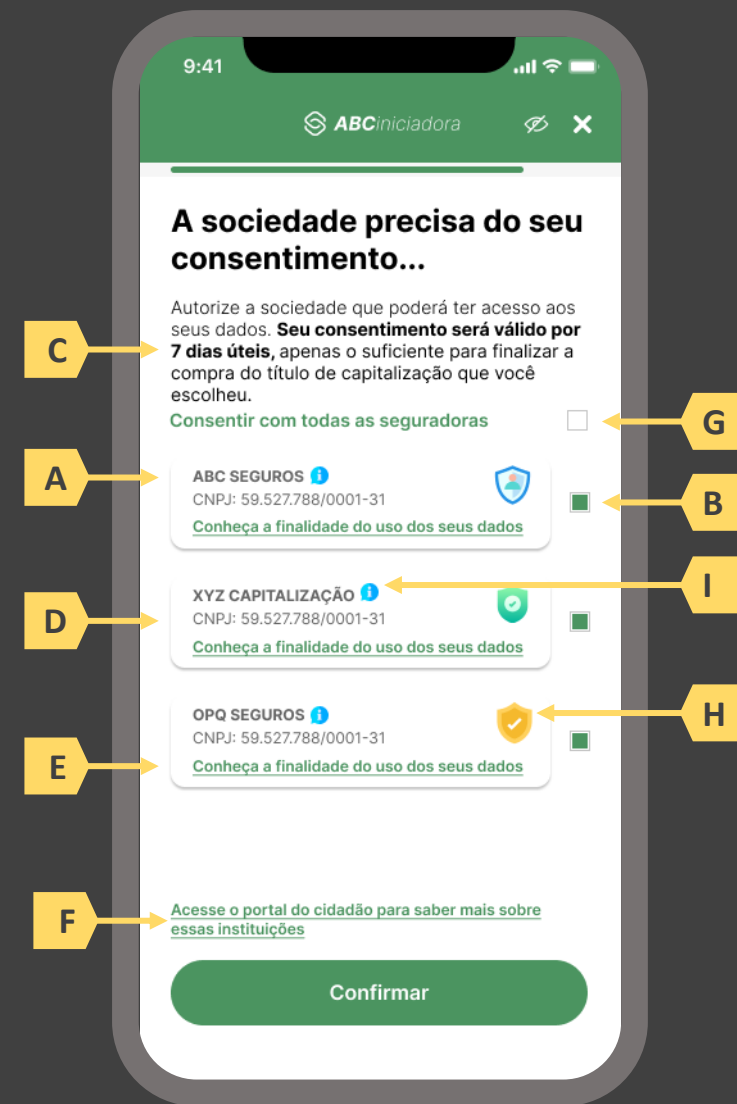 9:41
ABCiniciadora
A sociedade precisa do seu
consentimento...
Autorize a sociedade que poderá ter acesso aos
seus dados. Seu consentimento será válido por
7 dias úteis, apenas o suficiente para finalizar a
compra do título de capitalização que você
escolheu.
C
Consentir com todas as seguradoras
G
A
ABC SEGUROS
CNPJ: 59.527.788/0001-31
Conheça a finalidade do uso dos seus dados
B
I
XYZ CAPITALIZAÇÃO
D
CNPJ: 59.527.788/0001-31
Conheça a finalidade do uso dos seus dados
OPQ SEGUROS
H
CNPJ: 59.527.788/0001-31
E
Conheça a finalidade do uso dos seus dados
F
Acesse o portal do cidadão para saber mais sobre
essas instituições
Confirmar